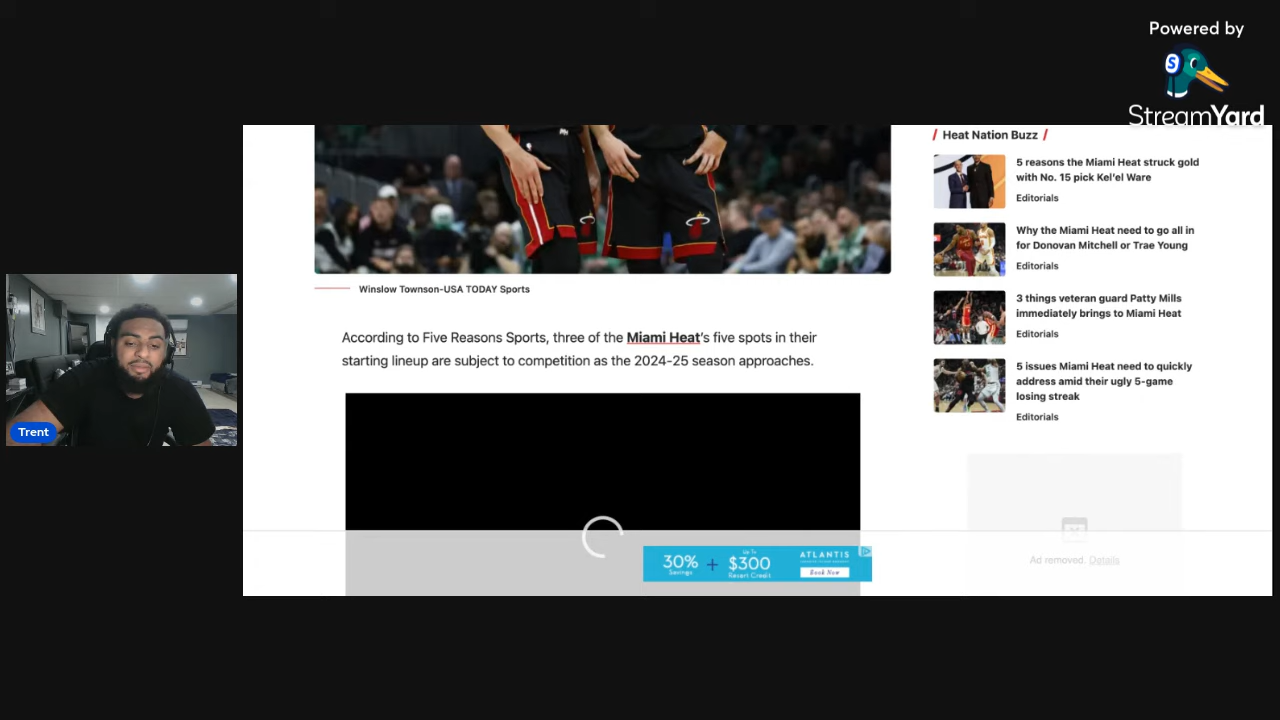 Powered by
StreamYard
Heat Nation Buzz
5 reasons the Miami Heat struck gold
with No. 15 pick Kel'el Ware
Editorials
Why the Miami Heat need to go all in
for Donovan Mitchell or Trae Young
Editorials
3 things veteran guard Patty Mills
immediately brings to Miami Heat
Editorials
5 issues Miami Heat need to quickly
address amid their ugly 5-game
losing streak
Editorials
Winslow Townson-USA TODAY Sports
According to Five Reasons Sports, three of the Miami Heat's five spots in their
starting lineup are subject to competition as the 2024-25 season approaches.
Trent
30% Savings + Up To $300 Resort Credit
ATLANTIS
Book Now
Ad removed. Details